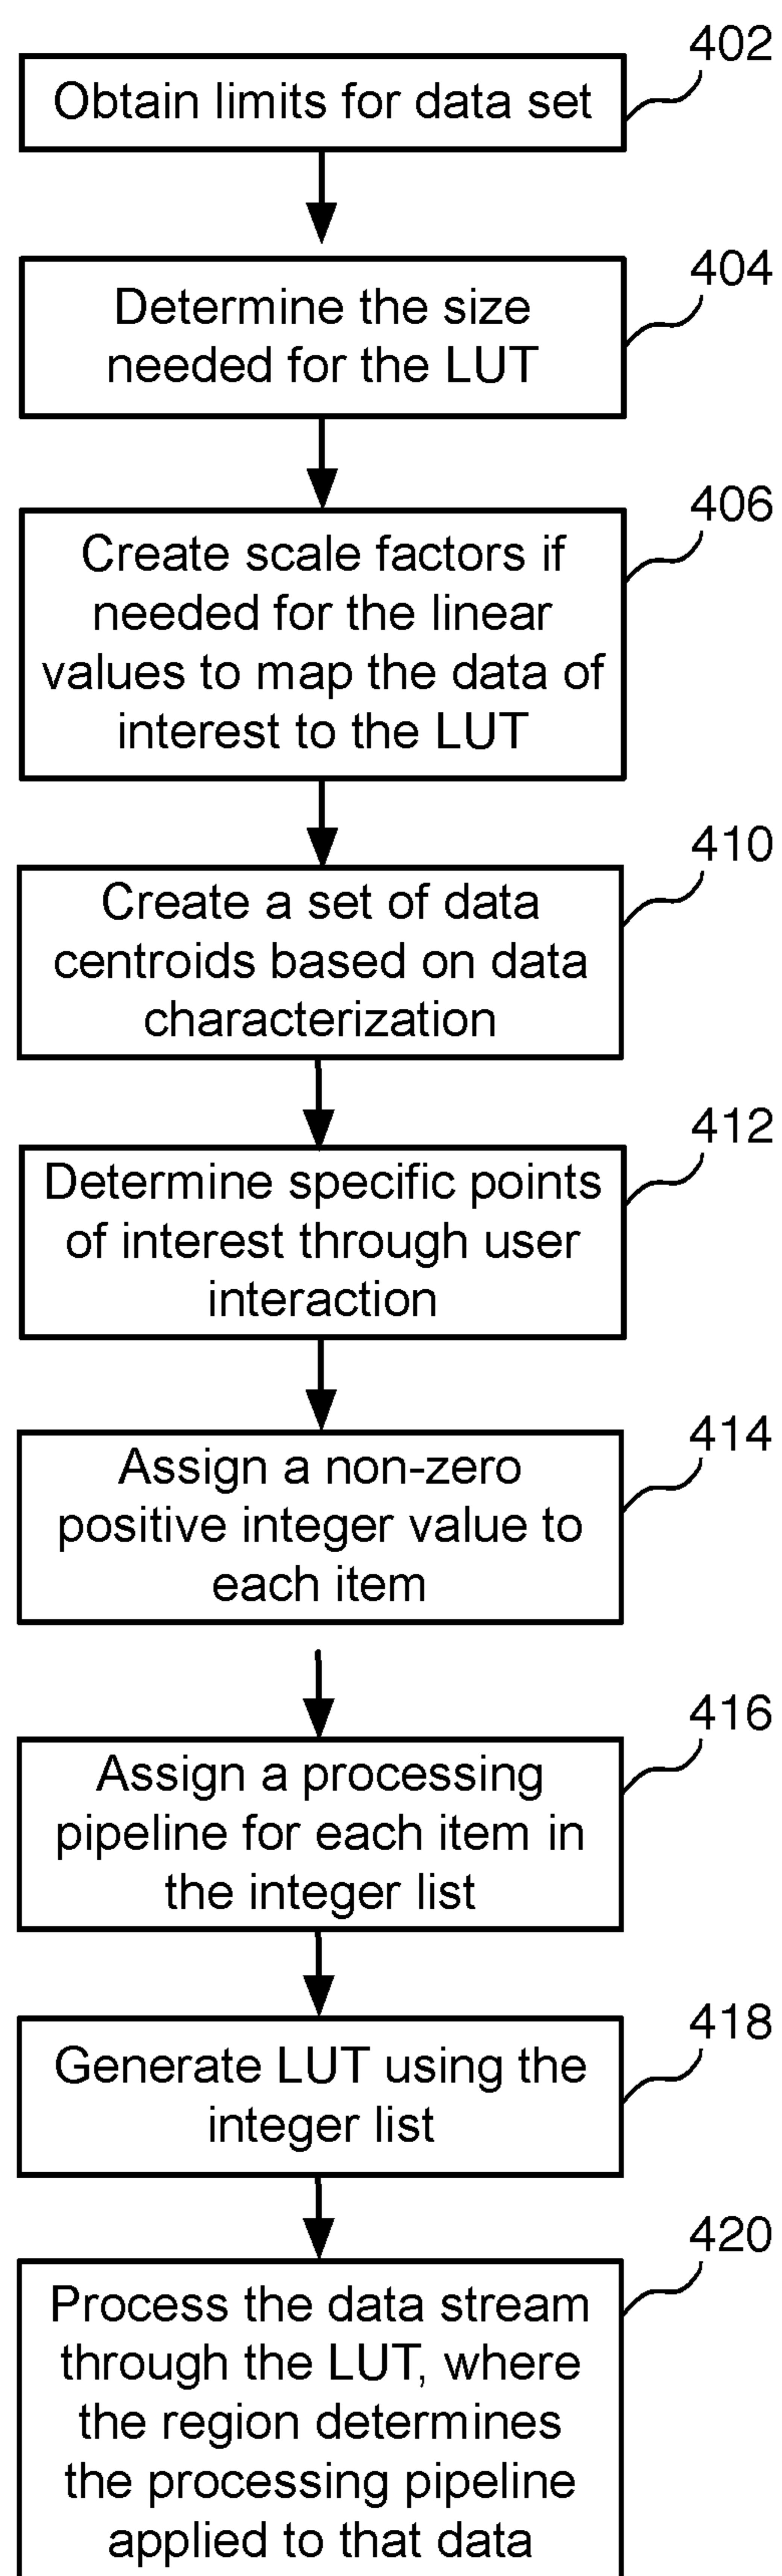 402
Obtain limits for data set
404
Determine the size
needed for the LUT
406
Create scale factors if
needed for the linear
values to map the data of
interest to the LUT
410
Create a set of data
centroids based on data
characterization
412
Determine specific points
of interest through user
interaction
414
Assign a non-zero
positive integer value to
each item
416
Assign a processing
pipeline for each item in
the integer list
418
Generate LUT using the
integer list
420
Process the data stream
through the LUT, where
the region determines
the processing pipeline
applied to that data